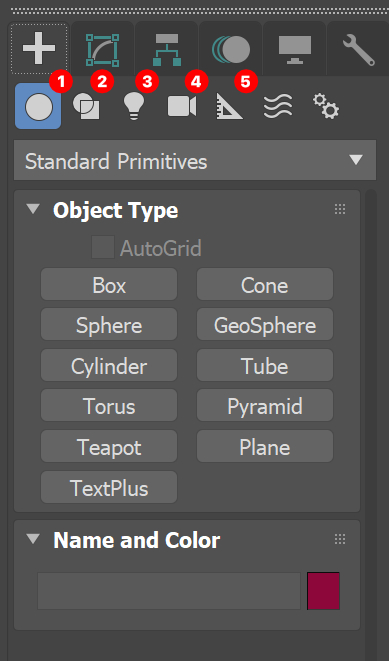 1 2 3 4 5
Standard Primitives
Object Type
AutoGrid
Box Cone
Sphere GeoSphere
Cylinder Tube
Torus Pyramid
Teapot Plane
TextPlus
Name and Color